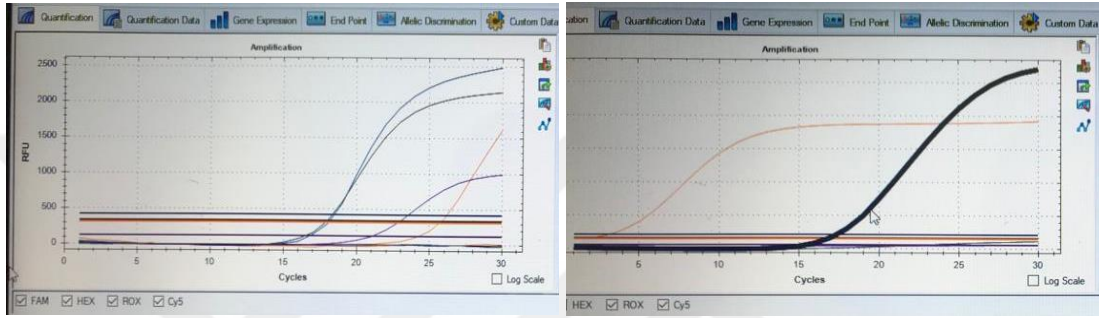 Quantification Quantification Data Gene Expression End Point Allelic Discrimination Custom Data
Amplification
2500
2000
1500
1000
500
0
RFU
0 5 10 15 20 25 30
Cycles
Log Scale
FAM HEX ROX Cy5
cation Quantification Data Gene Expression End Point Allelic Discrimination Custom Data
Amplification
5 10 15 20 25 30
Cycles
Log Scale
HEX ROX Cy5